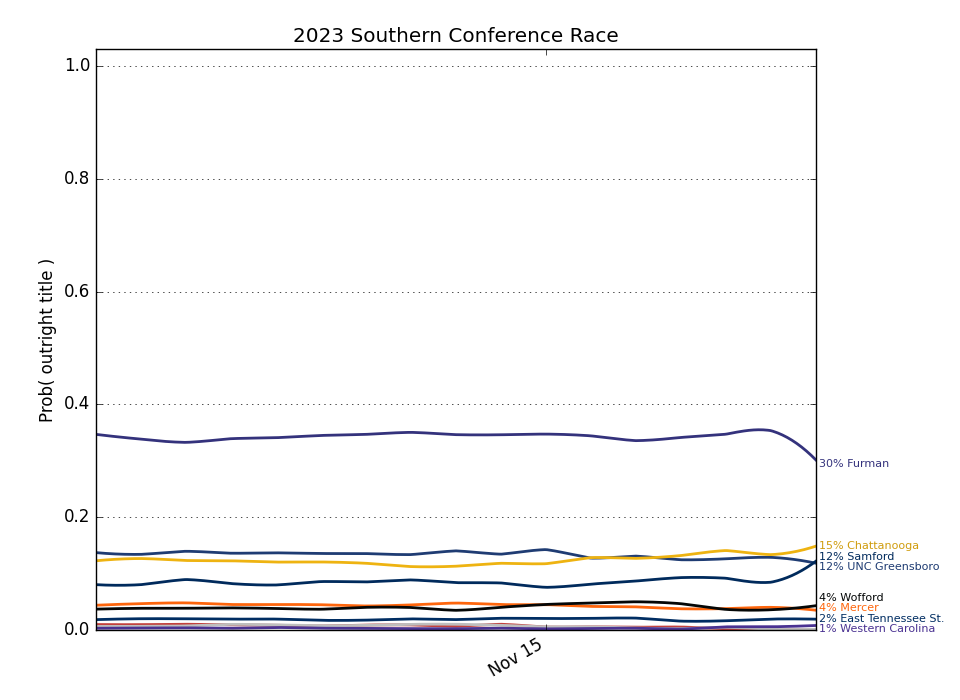 2023 Southern Conference Race
Prob( outright title )
1.0
0.8
0.6
0.4
0.2
0.0
Nov 15
30% Furman
15% Chattanooga
12% Samford
12% UNC Greensboro
4% Wofford
4% Mercer
2% East Tennessee St.
1% Western Carolina